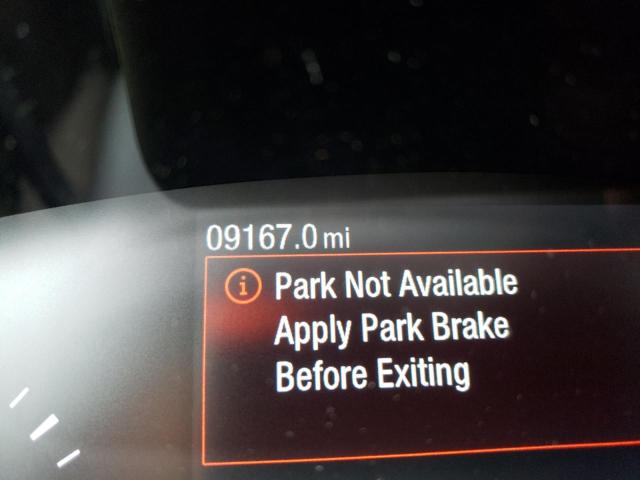 09167.0 mi
Park Not Available
Apply Park Brake
Before Exiting